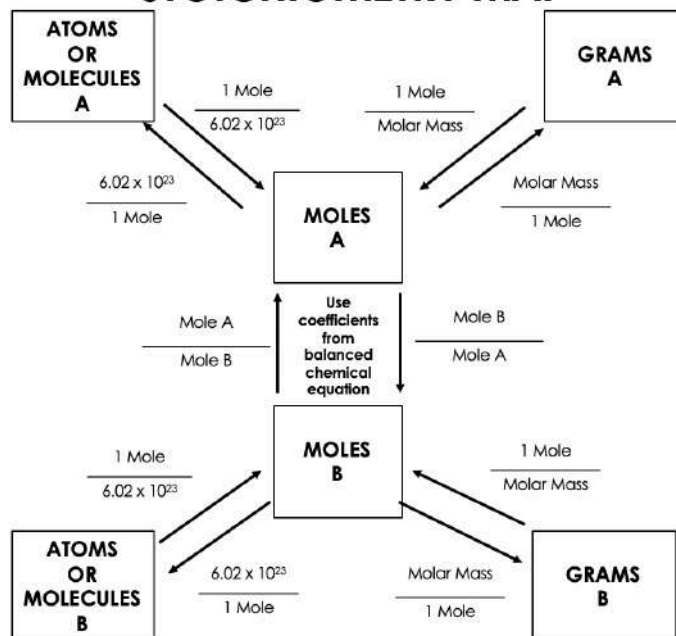 ATOMS
OR
MOLECULES
A
GRAMS
A
1 Mole
6.02 x 10²³
1 Mole
Molar Mass
6.02 x 10²³
1 Mole
MOLES
A
Molar Mass
1 Mole
Mole A
Mole B
Use
coefficients
from
balanced
chemical
equation
Mole B
Mole A
1 Mole
6.02 x 10²³
MOLES
B
1 Mole
Molar Mass
ATOMS
OR
MOLECULES
B
6.02 x 10²³
1 Mole
Molar Mass
1 Mole
GRAMS
B